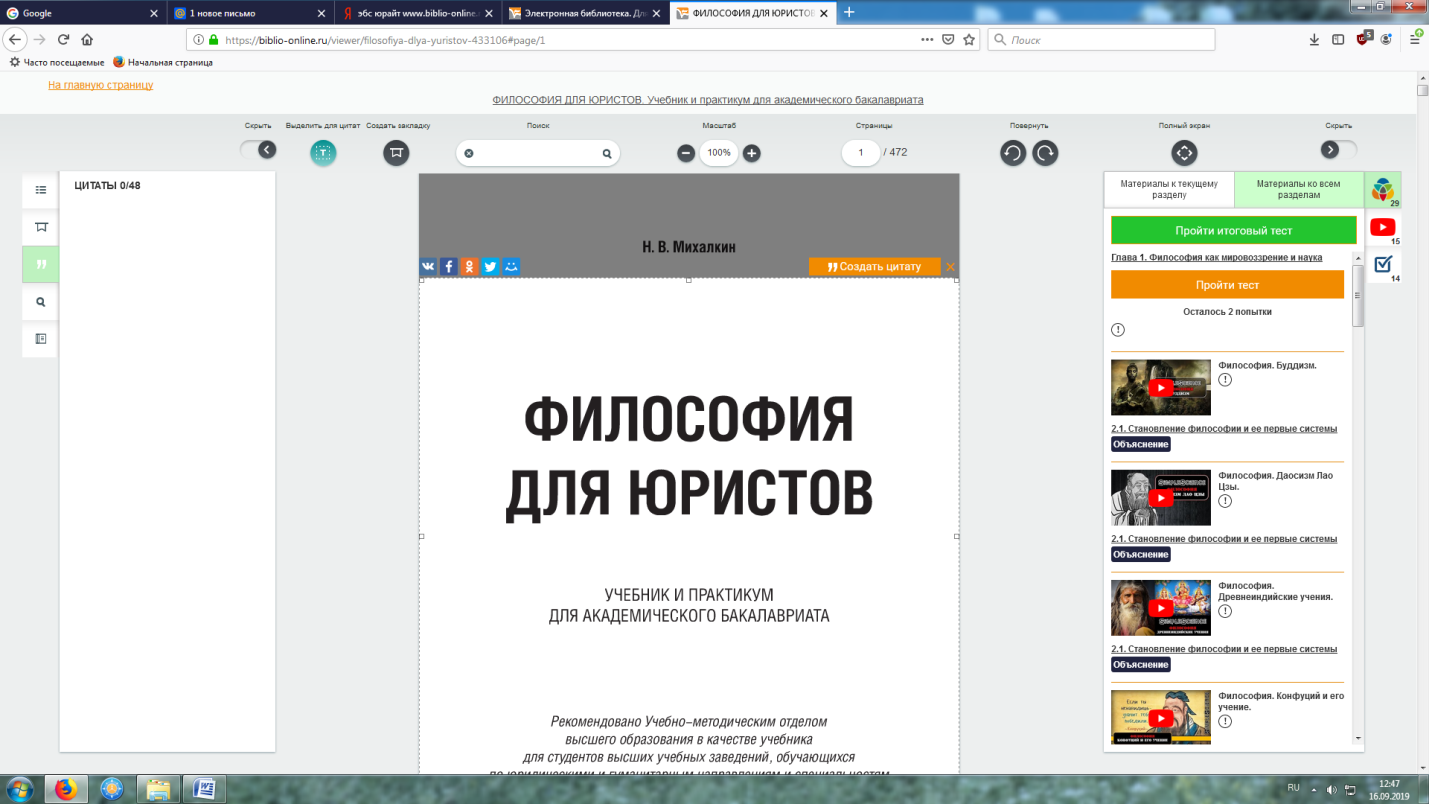 Google
1 новое письмо
эбс юрайт www.biblio-online.r
Электронная библиотека. Дл
ФИЛОСОФИЯ ДЛЯ ЮРИСТОВ
https://biblio-online.ru/viewer/filosofiya-dlya-yuristov-433106#page/1
Поиск
5
Часто посещаемые
Начальная страница
На главную страницу
ФИЛОСОФИЯ ДЛЯ ЮРИСТОВ. Учебник и практикум для академического бакалавриата
Скрыть
Выделить для цитат
Создать закладку
Поиск
Масштаб
Страницы
Повернуть
Полный экран
Скрыть
100%
1 / 472
ЦИТАТЫ 0/48
Н. В. Михалкин
Создать цитату
ФИЛОСОФИЯ
ДЛЯ ЮРИСТОВ
УЧЕБНИК И ПРАКТИКУМ
ДЛЯ АКАДЕМИЧЕСКОГО БАКАЛАВРИАТА
Рекомендовано Учебно-методическим отделом
высшего образования в качестве учебника
для студентов высших учебных заведений, обучающихся
по юридическим и гуманитарным направлениям и специальностям
Материалы к текущему
разделу
Материалы ко всем
разделам
29
15
14
Пройти итоговый тест
Глава 1. Философия как мировоззрение и наука
Пройти тест
Осталось 2 попытки
Философия. Буддизм.
2.1. Становление философии и ее первые системы
Объяснение
Философия. Даосизм Лао
Цзы.
2.1. Становление философии и ее первые системы
Объяснение
Философия.
Древнеиндийские учения.
2.1. Становление философии и ее первые системы
Объяснение
Философия. Конфуций и его
учение.
RU
12:47
16.09.2019